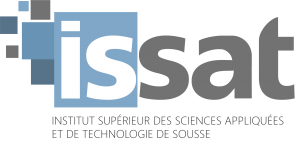 issat
INSTITUT SUPÉRIEUR DES SCIENCES APPLIQUÉES
ET DE TECHNOLOGIE DE SOUSSE